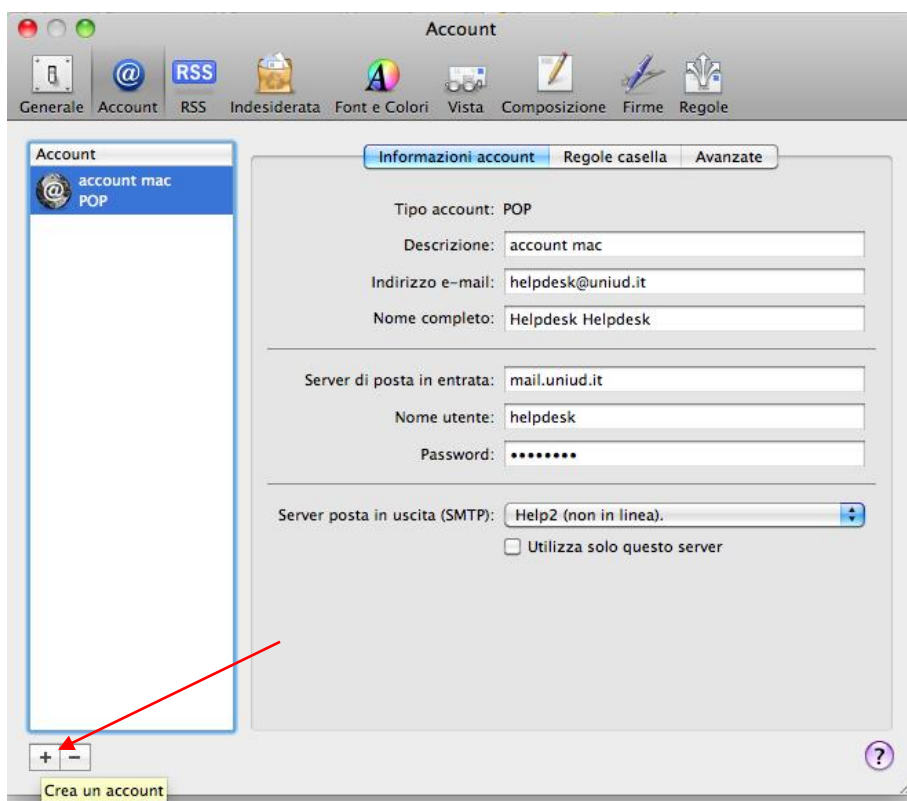 Account
RSS
Generale Account RSS Indesiderata Font e Colori Vista Composizione Firme Regole
Account
account mac
POP
Informazioni account Regole casella Avanzate
Tipo account: POP
Descrizione: account mac
Indirizzo e-mail: helpdesk@uniud.it
Nome completo: Helpdesk Helpdesk
Server di posta in entrata: mail.uniud.it
Nome utente: helpdesk
Password: ••••••••
Server posta in uscita (SMTP): Help2 (non in linea).
Utilizza solo questo server
+ −
?
Crea un account